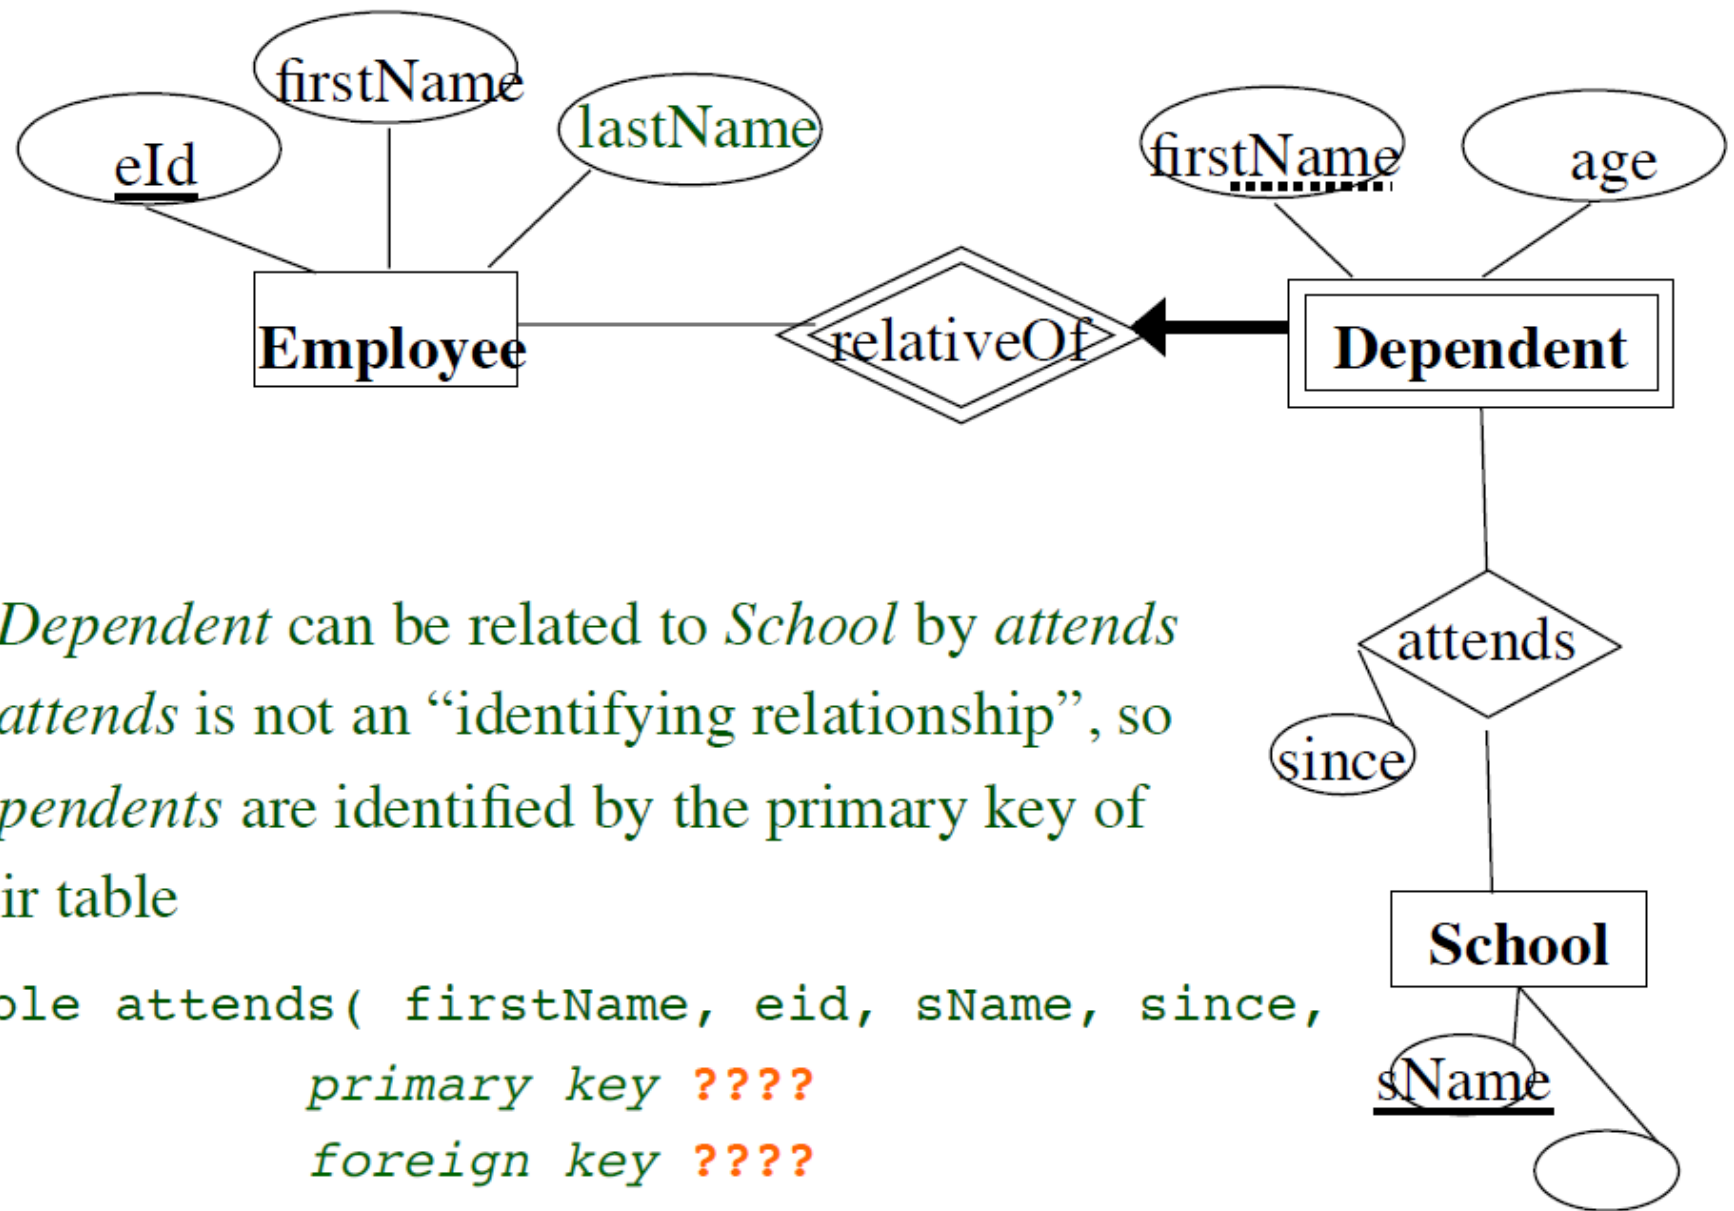 firstName
lastName
eId
firstName
age
Employee
relativeOf
Dependent
Dependent can be related to School by attends
attends is not an “identifying relationship”, so
pendents are identified by the primary key of
ir table
attends
since
School
sName
ble attends( firstName, eid, sName, since,
primary key ????
foreign key ????